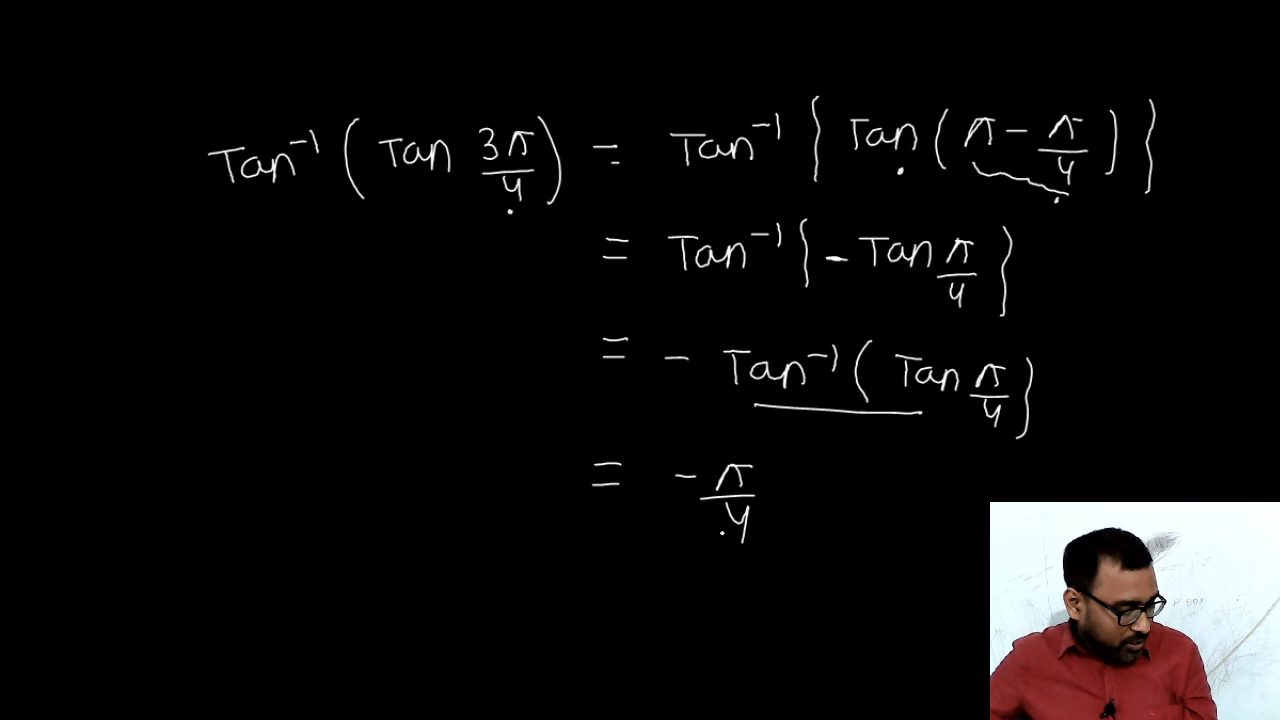 Tan⁻¹ ( Tan 3π/4 ) = Tan⁻¹ { Tan ( π − π/4 ) }
= Tan⁻¹ { - Tan π/4 }
= - Tan⁻¹ ( Tan π/4 }
= - π/4